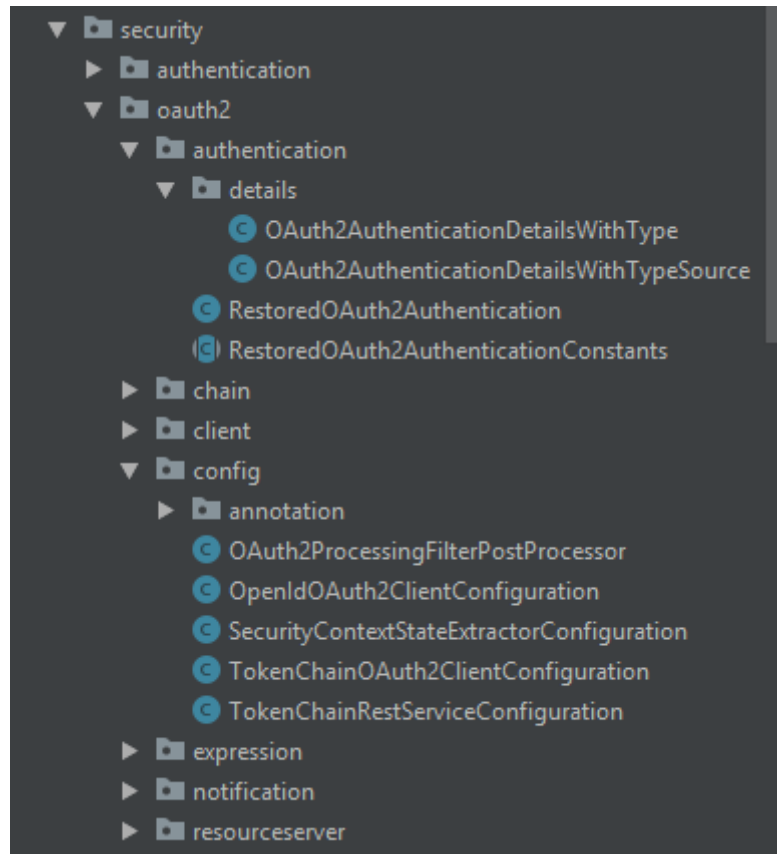 security
authentication
oauth2
authentication
details
OAuth2AuthenticationDetailsWithType
OAuth2AuthenticationDetailsWithTypeSource
RestoredOAuth2Authentication
RestoredOAuth2AuthenticationConstants
chain
client
config
annotation
OAuth2ProcessingFilterPostProcessor
OpenIdOAuth2ClientConfiguration
SecurityContextStateExtractorConfiguration
TokenChainOAuth2ClientConfiguration
TokenChainRestServiceConfiguration
expression
notification
resourceserver